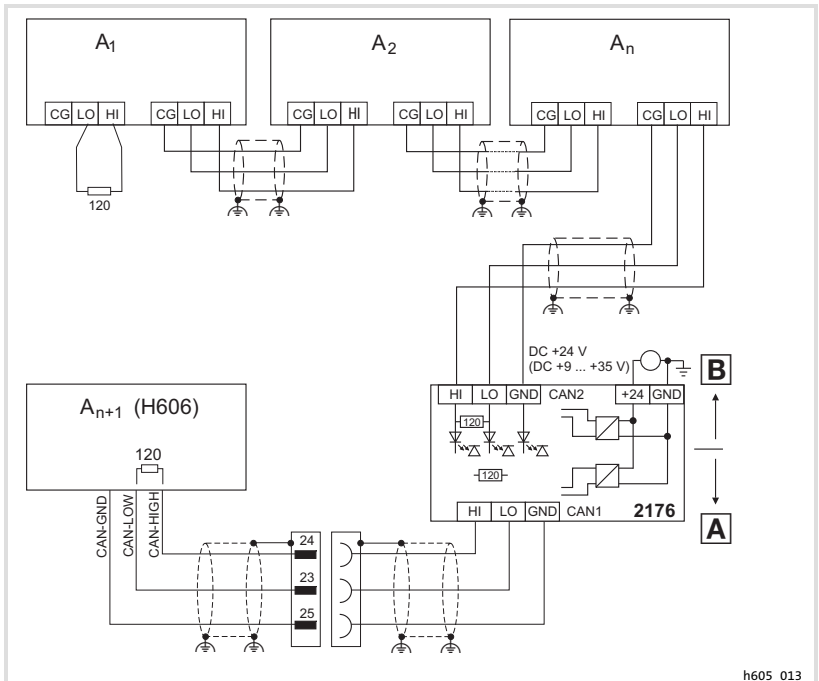 A1
A2
An
CG LO HI
CG LO HI
CG LO HI
CG LO HI
CG LO HI
CG LO HI
120
DC +24 V
(DC +9 ... +35 V)
B
HI LO GND CAN2 +24 GND
120
120
HI LO GND CAN1 2176
A
An+1 (H606)
120
CAN-GND
CAN-LOW
CAN-HIGH
24
23
25
h605_013